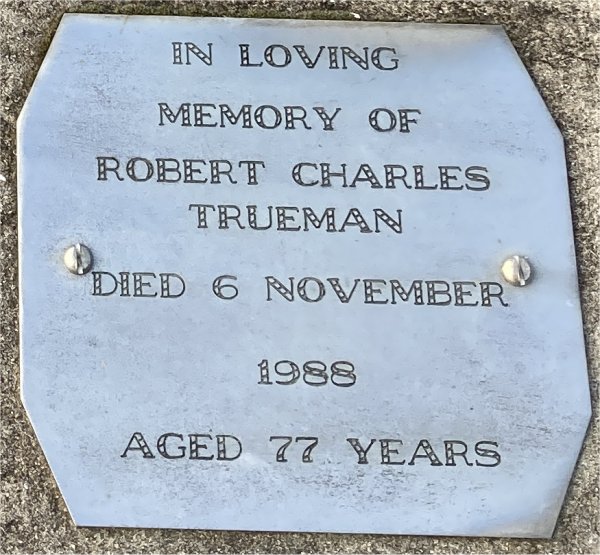 IN LOVING
MEMORY OF
ROBERT CHARLES
TRUEMAN
DIED 6 NOVEMBER
1988
AGED 77 YEARS